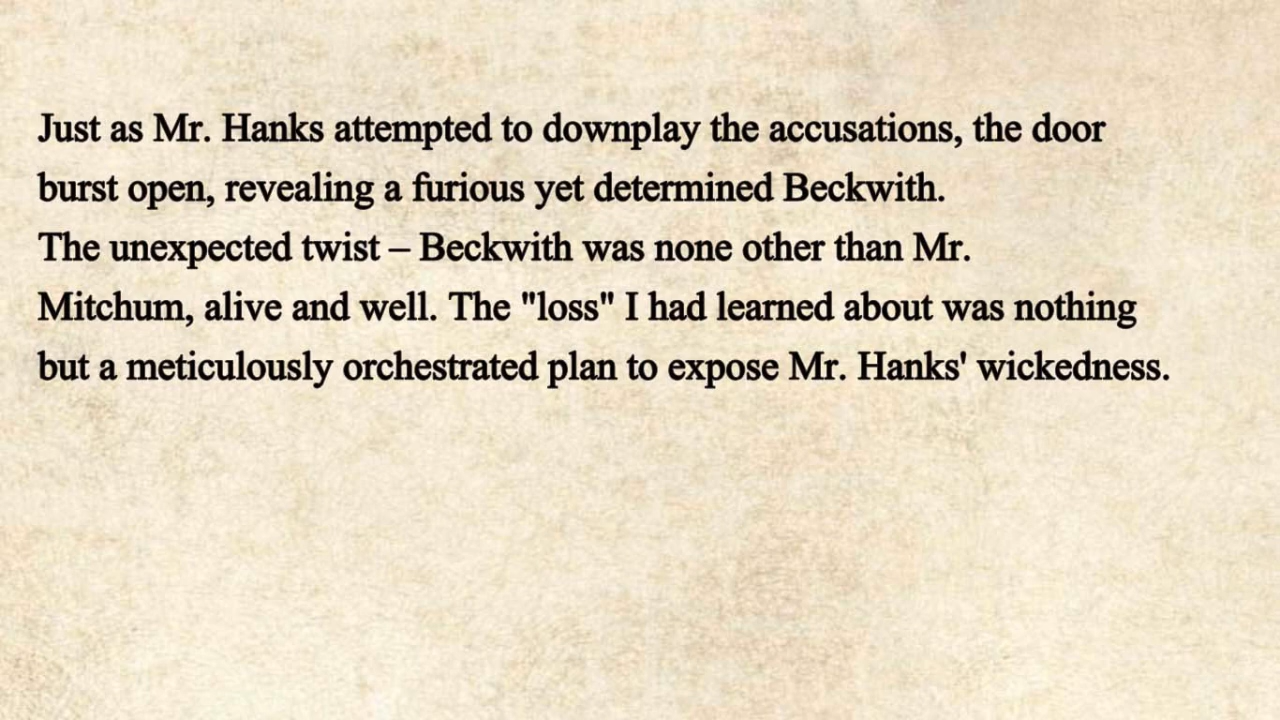 Just as Mr. Hanks attempted to downplay the accusations, the door
burst open, revealing a furious yet determined Beckwith.
The unexpected twist – Beckwith was none other than Mr.
Mitchum, alive and well. The "loss" I had learned about was nothing
but a meticulously orchestrated plan to expose Mr. Hanks' wickedness.